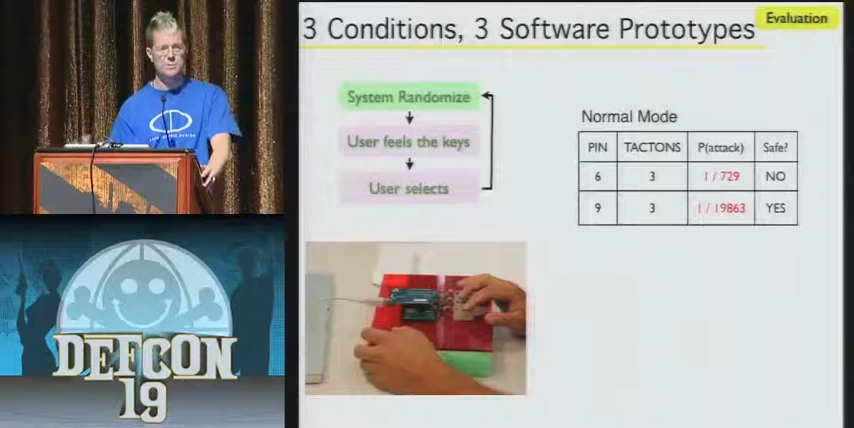 3 Conditions, 3 Software Prototypes
Evaluation
System Randomize
User feels the keys
User selects
Normal Mode
PIN TACTONS P(attack) Safe?
6 3 1 / 729 NO
9 3 1 / 19863 YES
DEFCON
19